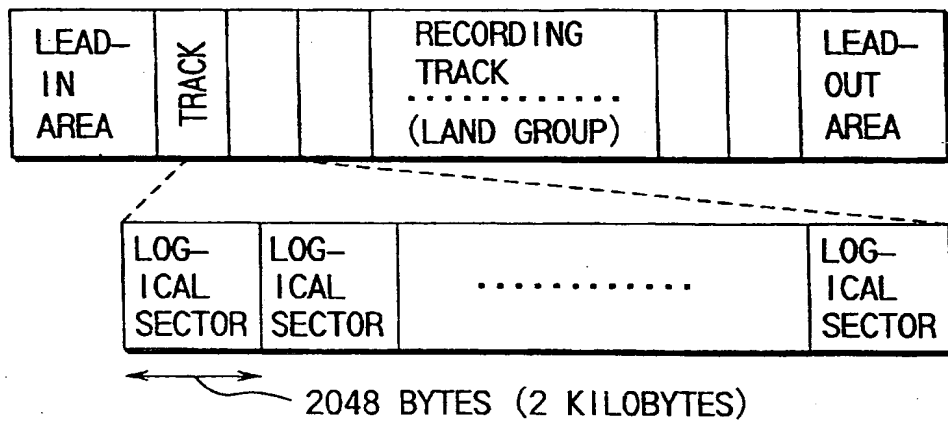 LEAD-
IN
AREA
TRACK
RECORDING
TRACK
............
(LAND GROUP)
LEAD-
OUT
AREA
LOG-
ICAL
SECTOR
LOG-
ICAL
SECTOR
............
LOG-
ICAL
SECTOR
2048 BYTES (2 KILOBYTES)